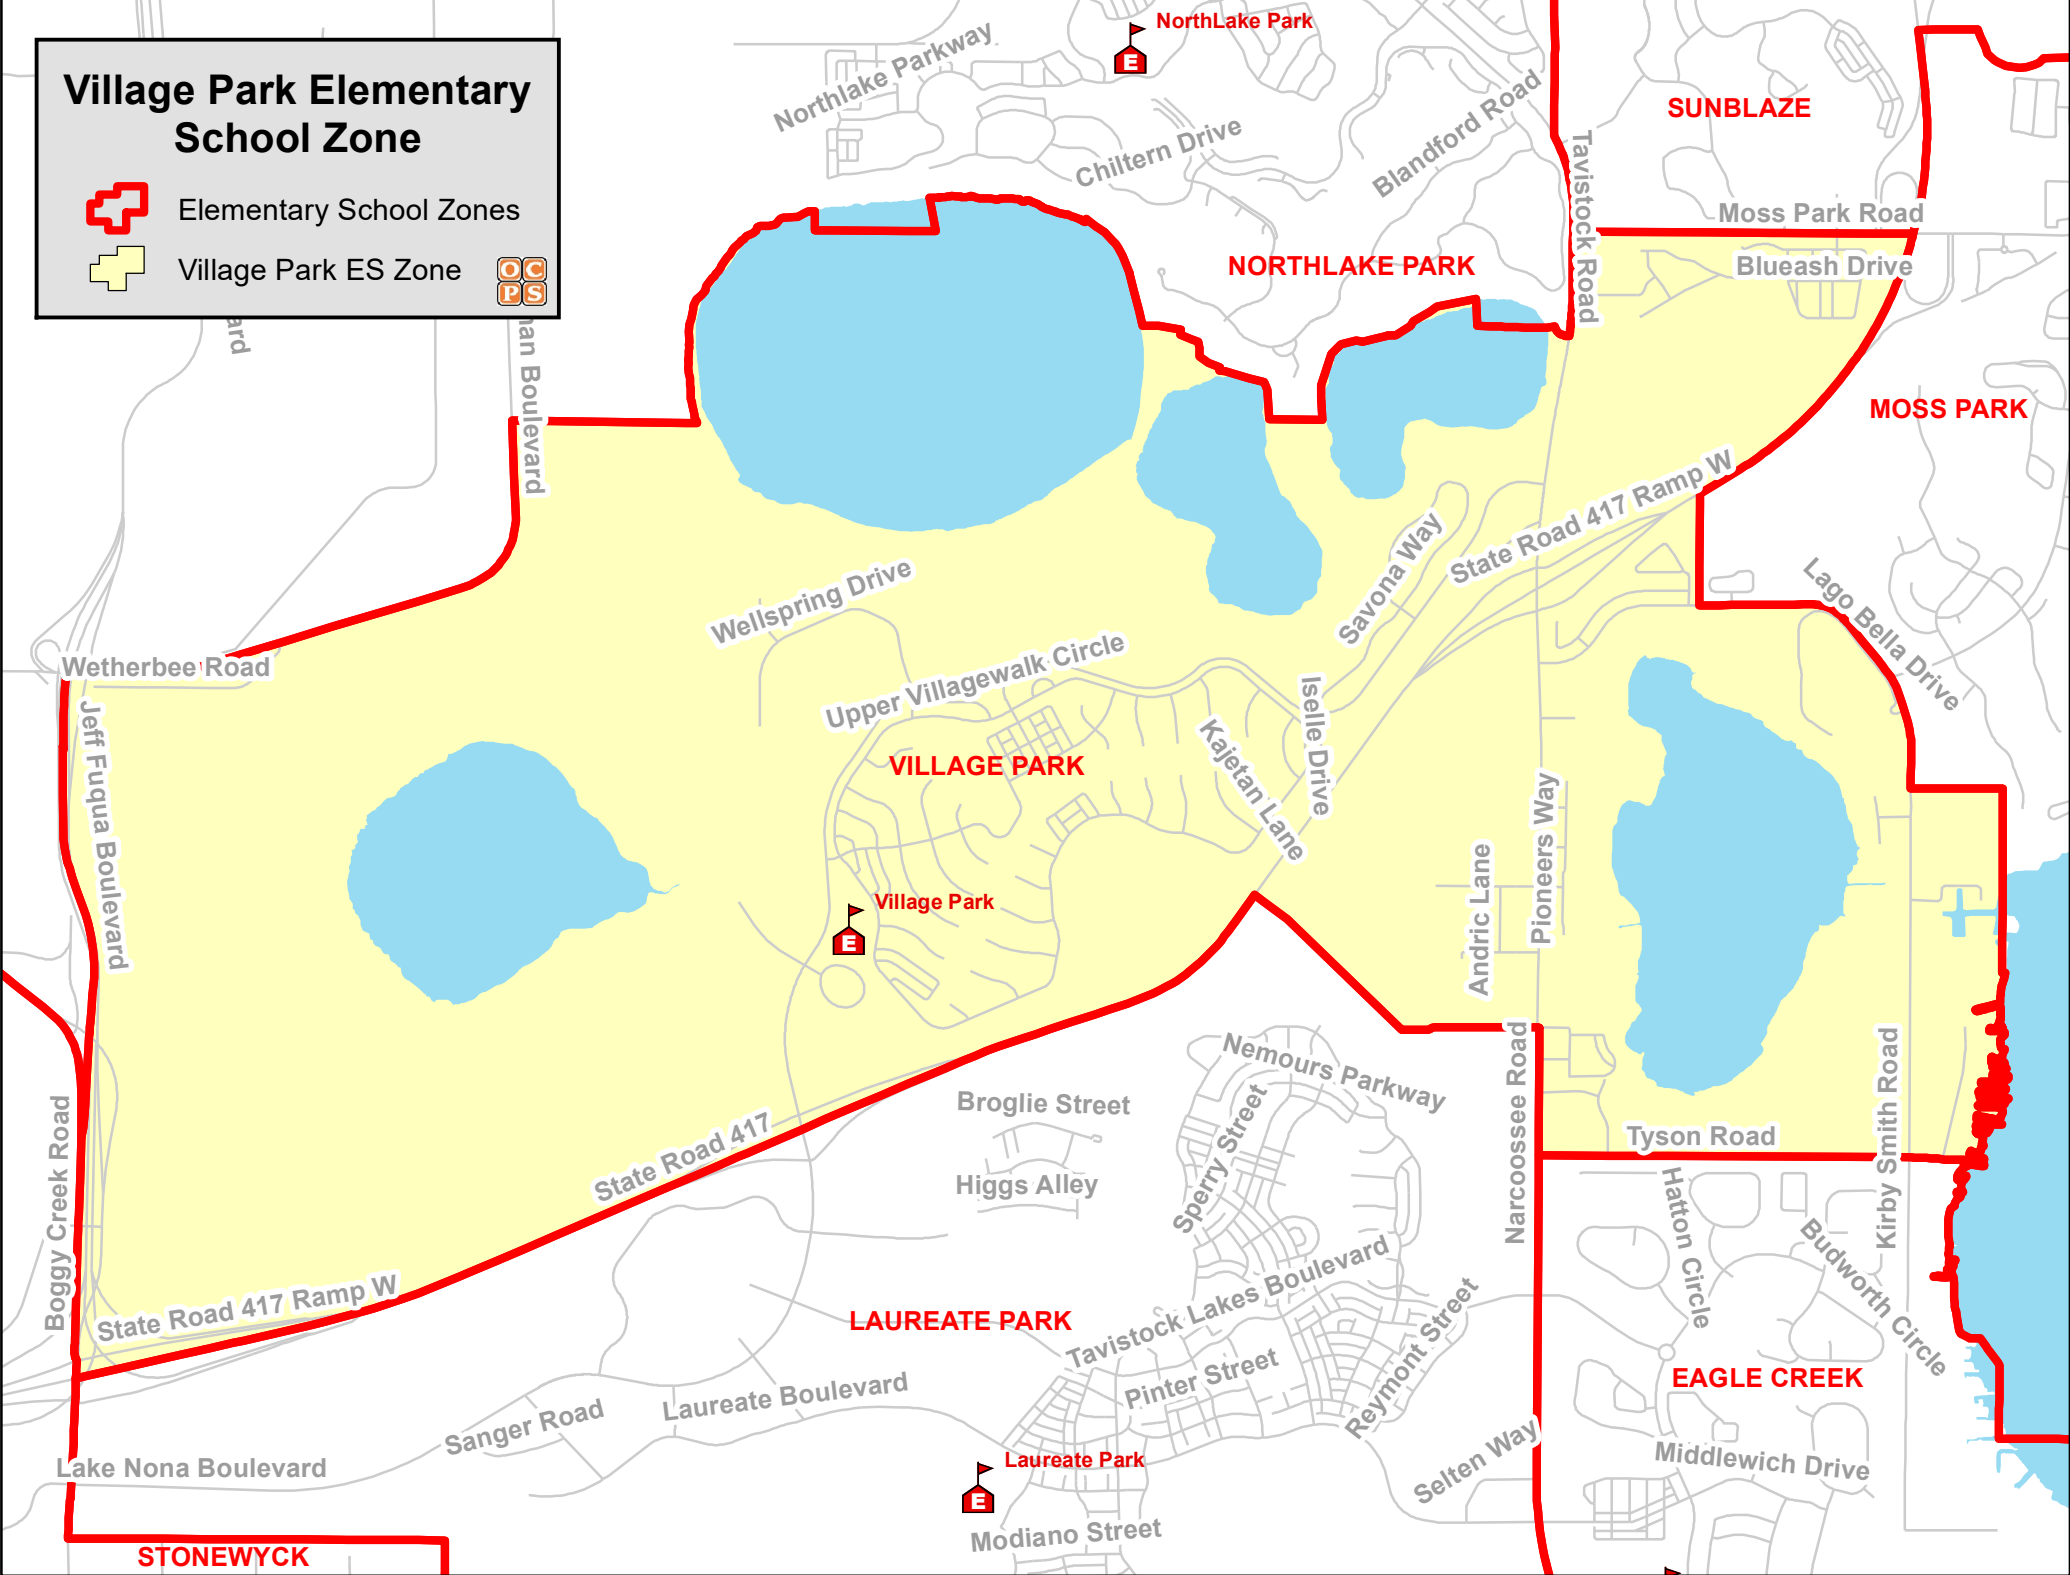 NorthLake Park
Village Park Elementary
School Zone
Elementary School Zones
Village Park ES Zone
OC
PS
Northlake Parkway
Chiltern Drive
Blandford Road
Tavistock Road
SUNBLAZE
Moss Park Road
Blueash Drive
NORTHLAKE PARK
ard
nan Boulevard
MOSS PARK
State Road 417 Ramp W
Savona Way
Lago Bella Drive
Wellspring Drive
Upper Villagewalk Circle
Wetherbee Road
Jeff Fuqua Boulevard
Iselle Drive
Kajetan Lane
VILLAGE PARK
Pioneers Way
Andric Lane
Village Park
E
E
Nemours Parkway
Narcoossee Road
Kirby Smith Road
Broglie Street
Sperry Street
Tyson Road
State Road 417
Higgs Alley
Boggy Creek Road
Hatton Circle
Budworth Circle
State Road 417 Ramp W
LAUREATE PARK
Tavistock Lakes Boulevard
Reymont Street
Pinter Street
EAGLE CREEK
Laureate Boulevard
Sanger Road
Lake Nona Boulevard
Laureate Park
E
Selten Way
Middlewich Drive
Modiano Street
STONEWYCK